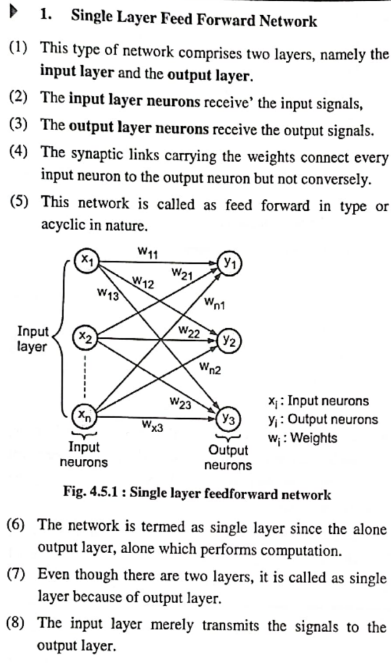 1. Single Layer Feed Forward Network
(1) This type of network comprises two layers, namely the
input layer and the output layer.
(2) The input layer neurons receive' the input signals,
(3) The output layer neurons receive the output signals.
(4) The synaptic links carrying the weights connect every
input neuron to the output neuron but not conversely.
(5) This network is called as feed forward in type or
acyclic in nature.
x1
w11
y1
w12
w21
w13
wn1
Input
layer
x2
w22
y2
wn2
w23
xn
wx3
y3
Input
neurons
Output
neurons
xi : Input neurons
yi : Output neurons
wi : Weights
Fig. 4.5.1 : Single layer feedforward network
(6) The network is termed as single layer since the alone
output layer, alone which performs computation.
(7) Even though there are two layers, it is called as single
layer because of output layer.
(8) The input layer merely transmits the signals to the
output layer.